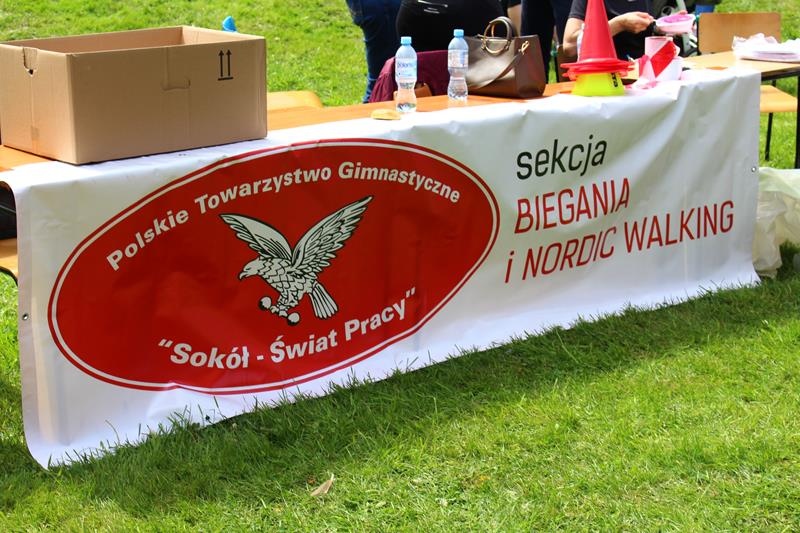 Polskie Towarzystwo Gimnastyczne
"Sokół - Świat Pracy"
sekcja
BIEGANIA
i NORDIC WALKING